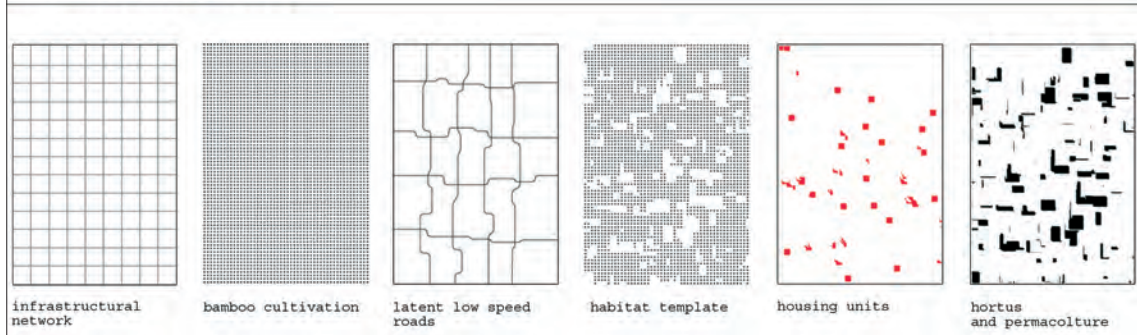 infrastructural
network
bamboo cultivation
latent low speed
roads
habitat template
housing units
hortus
and permacolture